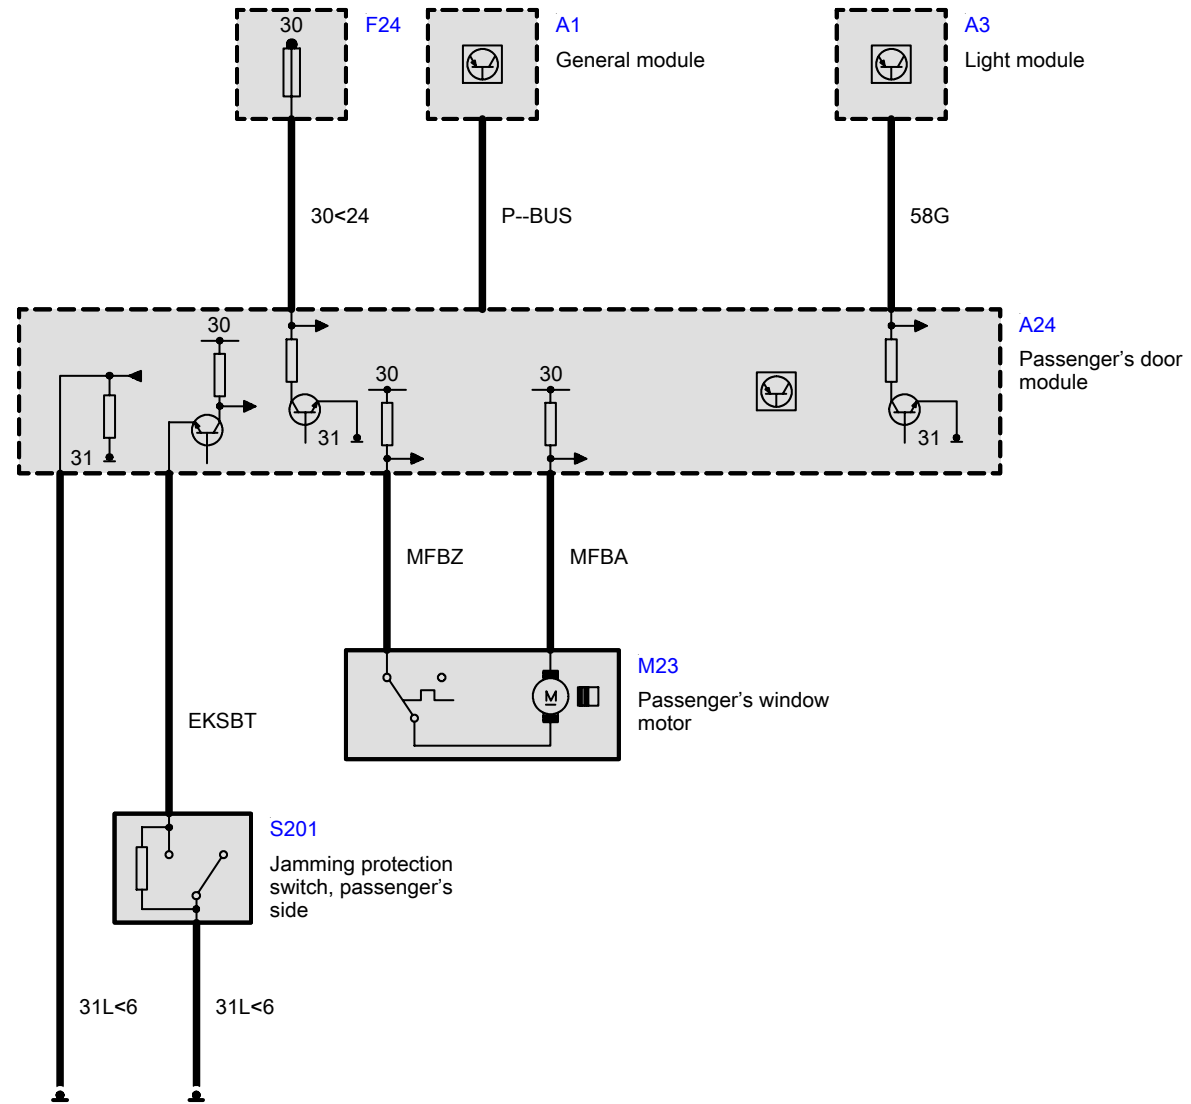 30
F24
A1
General module
A3
Light module
30<24
P--BUS
58G
A24
Passenger’s door
module
30
30
30
31
31
31
MFBZ
MFBA
M
M23
Passenger’s window
motor
EKSBT
S201
Jamming protection
switch, passenger’s
side
31L<6
31L<6